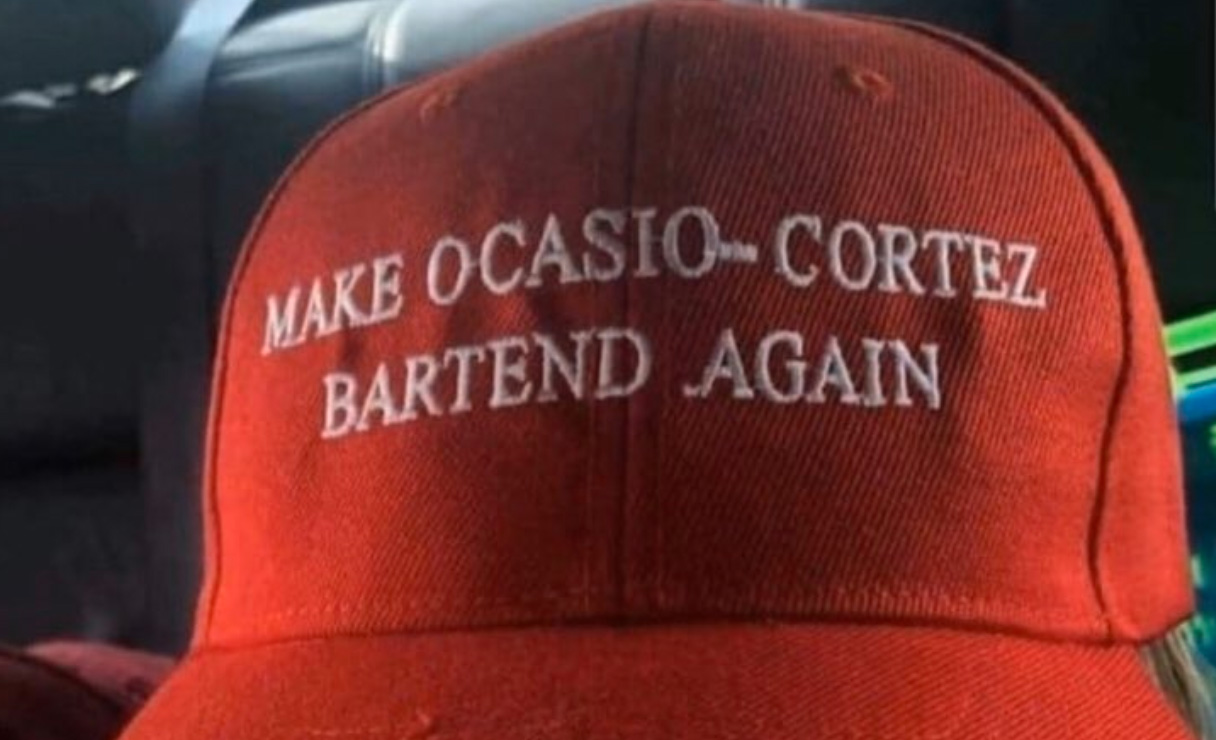 MAKE OCASIO-CORTEZ
BARTEND AGAIN